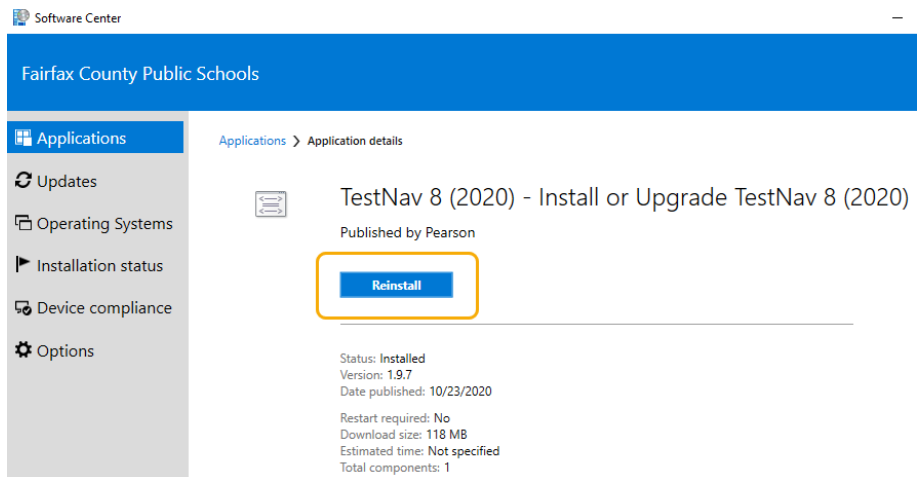 Software Center
Fairfax County Public Schools
Applications
Updates
Operating Systems
Installation status
Device compliance
Options
Applications ❯ Application details
TestNav 8 (2020) - Install or Upgrade TestNav 8 (2020)
Published by Pearson
Reinstall
Status: Installed
Version: 1.9.7
Date published: 10/23/2020
Restart required: No
Download size: 118 MB
Estimated time: Not specified
Total components: 1